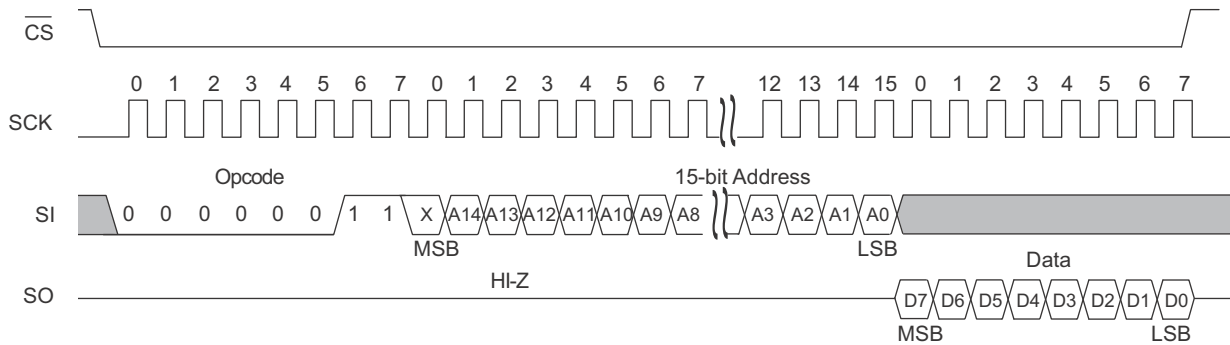 CS
0 1 2 3 4 5 6 7 0 1 2 3 4 5 6 7 12 13 14 15 0 1 2 3 4 5 6 7
SCK
Opcode 15-bit Address
SI 0 0 0 0 0 0 1 1 X A14 A13 A12 A11 A10 A9 A8 A3 A2 A1 A0
MSB LSB
HI-Z Data
SO D7 D6 D5 D4 D3 D2 D1 D0
MSB LSB